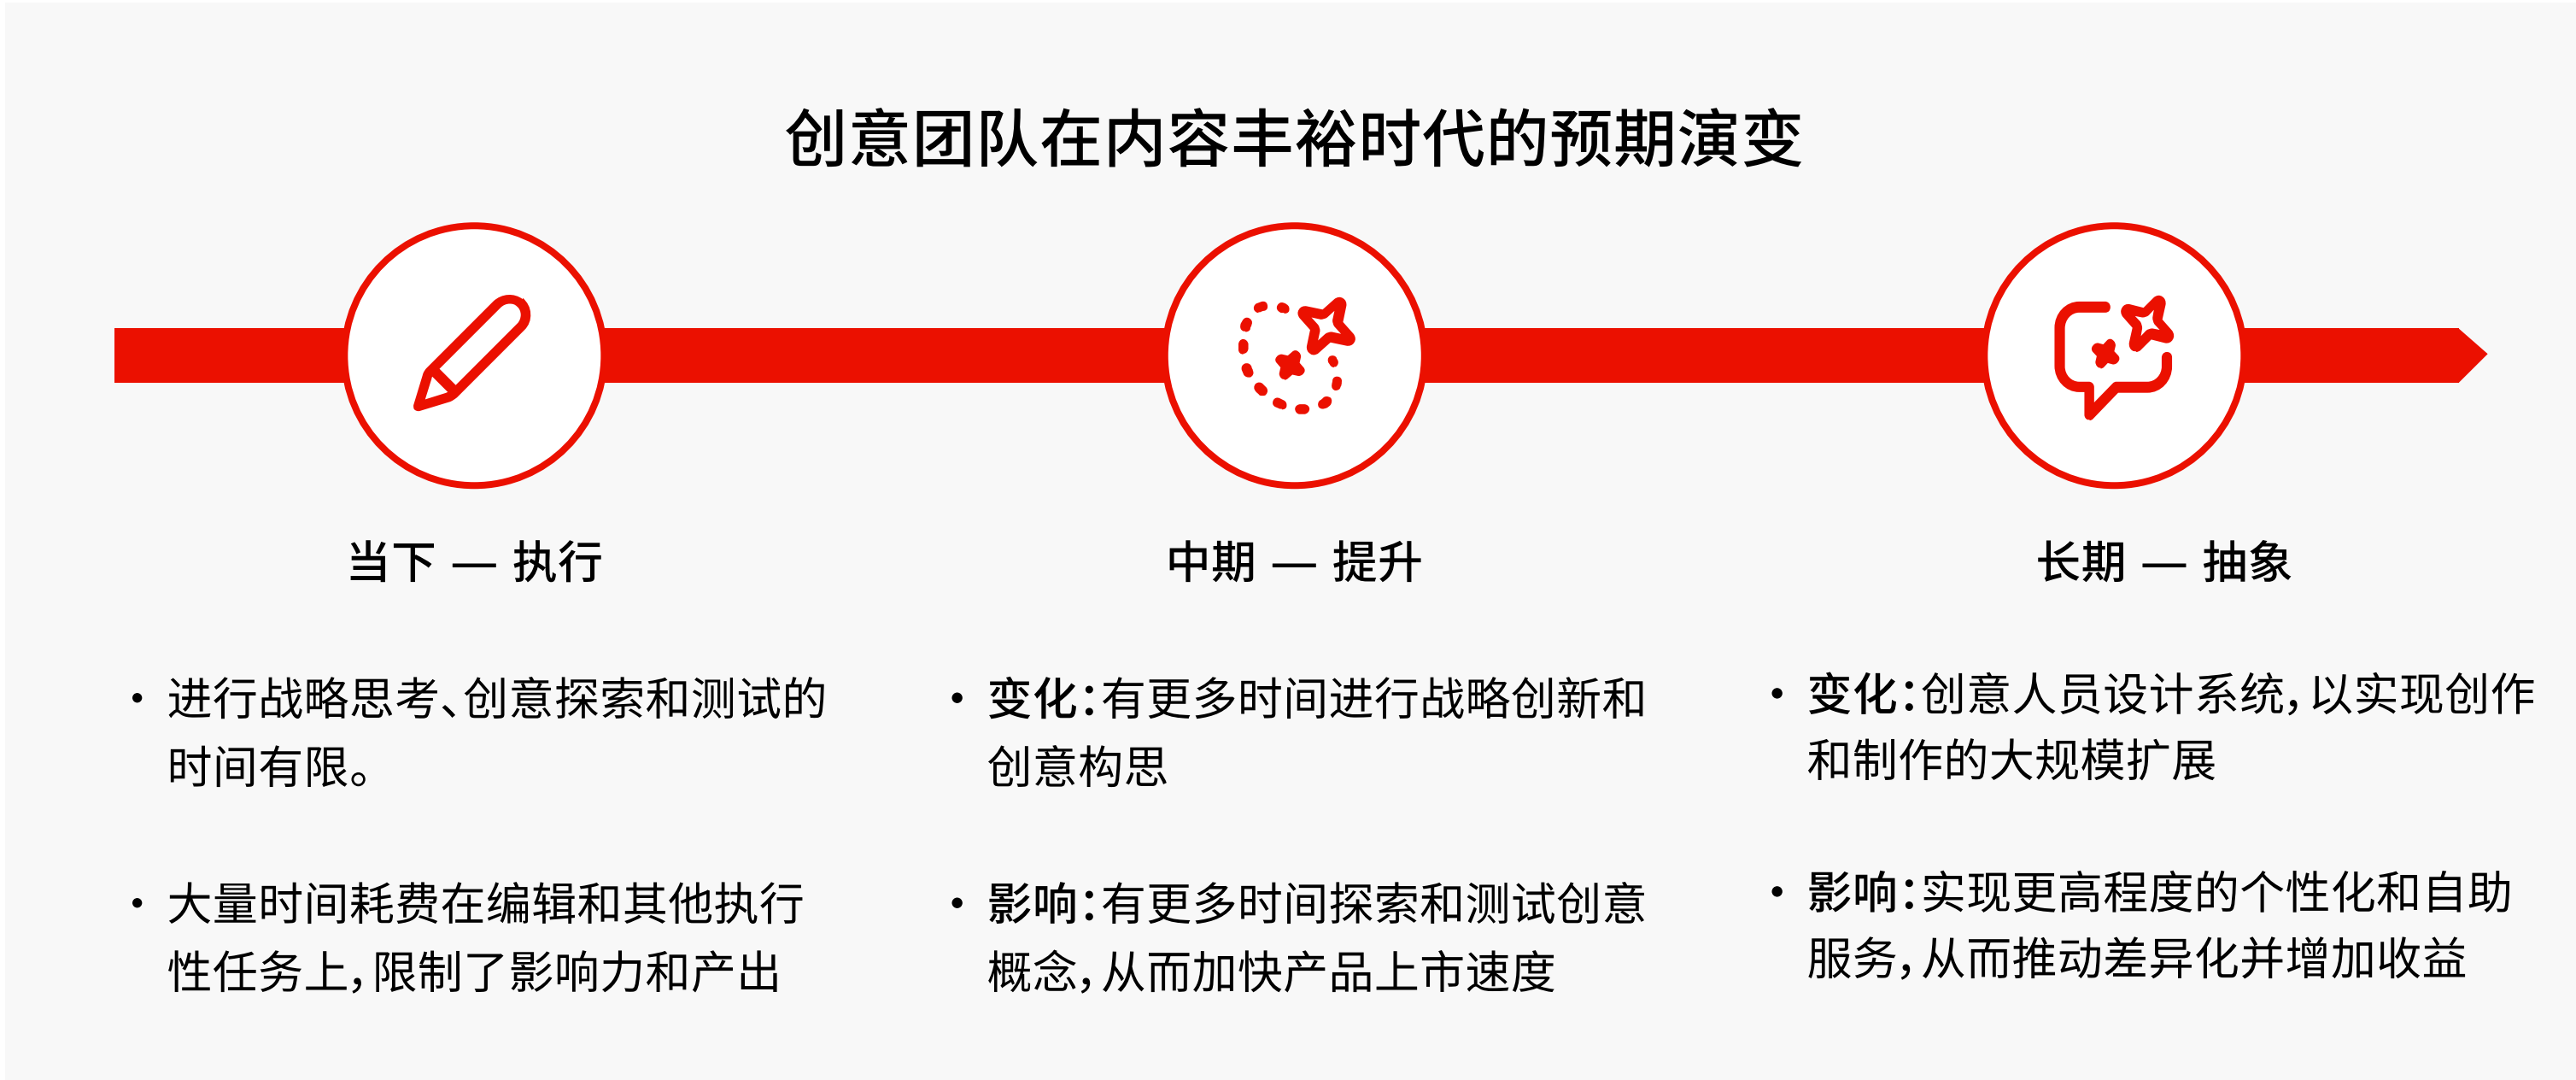 创意团队在内容丰裕时代的预期演变
当下 — 执行
• 进行战略思考、创意探索和测试的
时间有限。
• 大量时间耗费在编辑和其他执行
性任务上，限制了影响力和产出
中期 — 提升
• 变化：有更多时间进行战略创新和
创意构思
• 影响：有更多时间探索和测试创意
概念，从而加快产品上市速度
长期 — 抽象
• 变化：创意人员设计系统，以实现创作
和制作的大规模扩展
• 影响：实现更高程度的个性化和自助
服务，从而推动差异化并增加收益